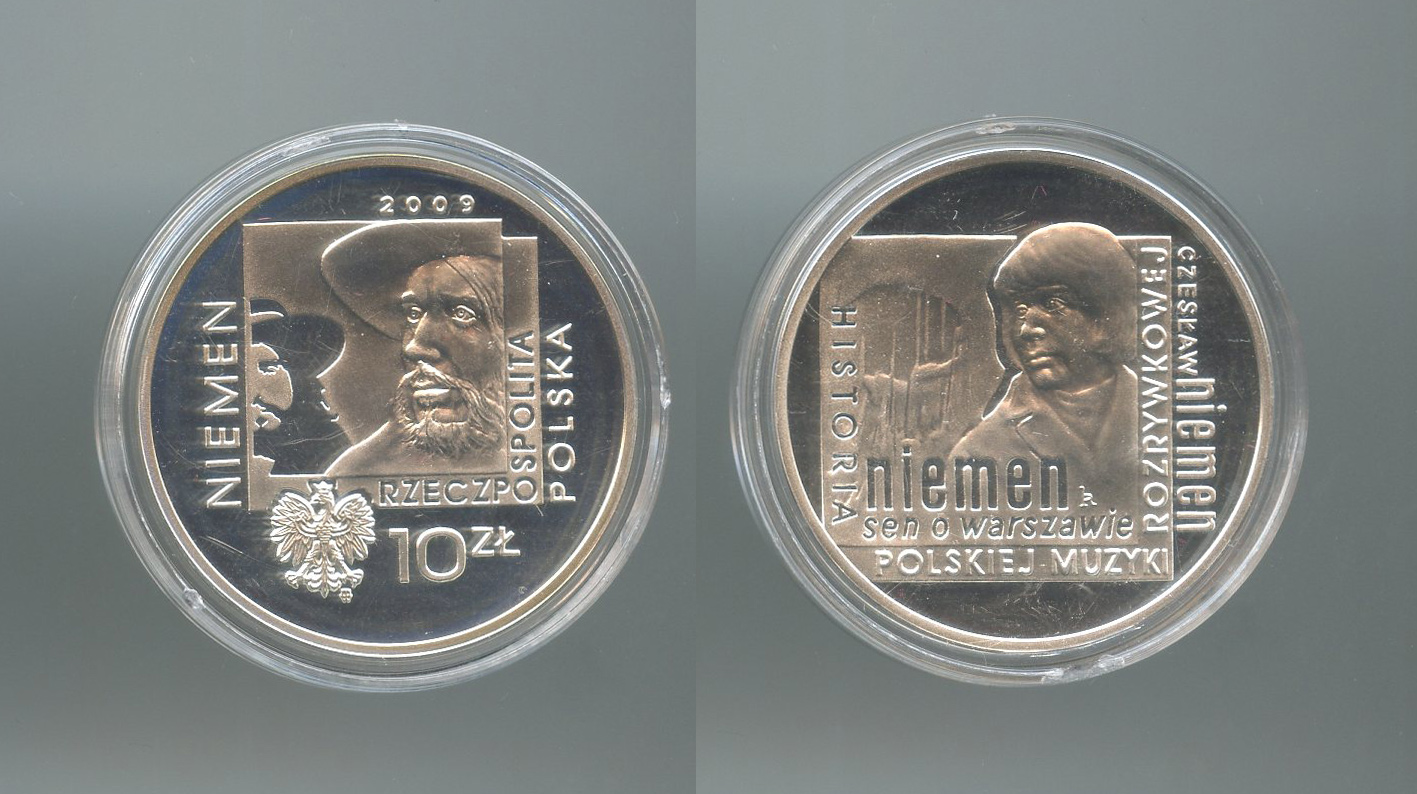 2009
NIEMEN
RZECZPOSPOLITA
POLSKA
10 ZŁ
HISTORIA
POLSKIEJ MUZYKI
ROZRYWKOWEJ
CZESŁAW niemen
niemen
sen o warszawie